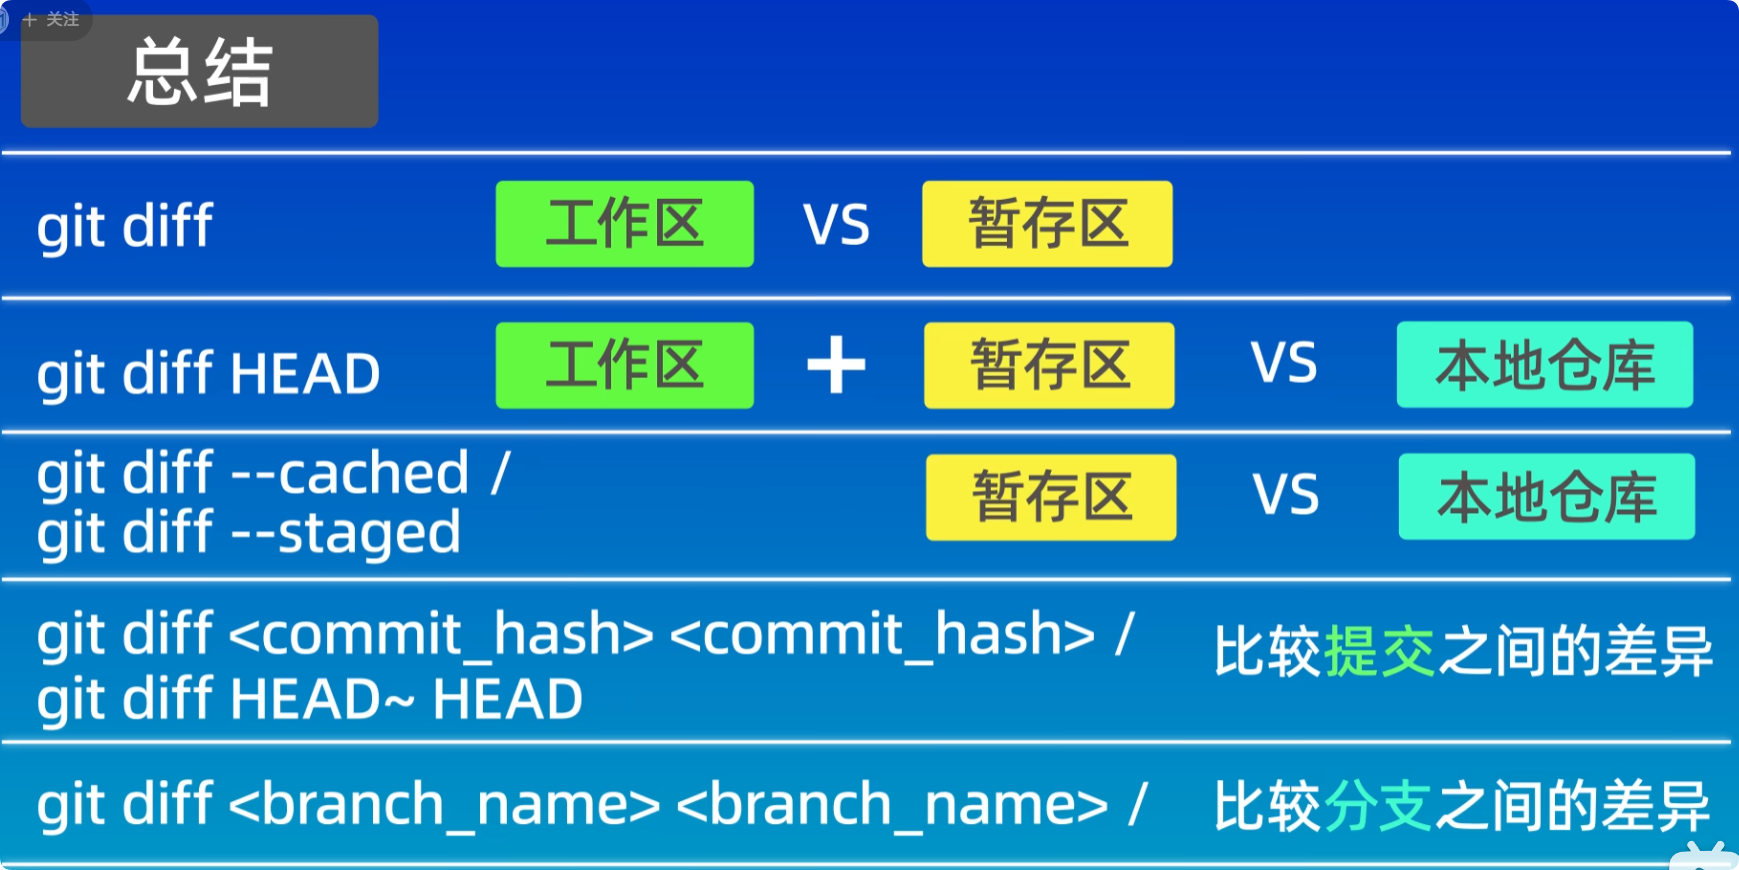 + 关注
总结
git diff 工作区 VS 暂存区
git diff HEAD 工作区 + 暂存区 VS 本地仓库
git diff --cached /
git diff --staged 暂存区 VS 本地仓库
git diff <commit_hash> <commit_hash> /
git diff HEAD~ HEAD 比较提交之间的差异
git diff <branch_name> <branch_name> / 比较分支之间的差异